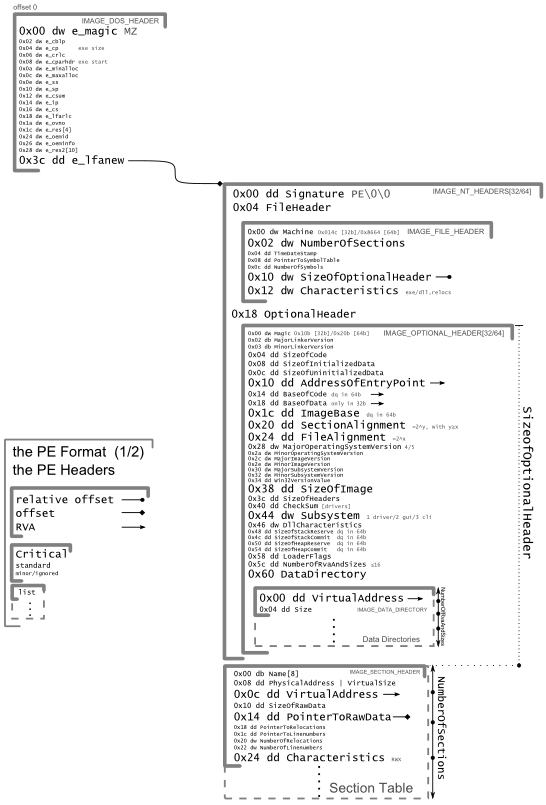 offset 0
IMAGE_DOS_HEADER
0x00 dw e_magic MZ
0x02 dw e_cblp
0x04 dw e_cp exe size
0x06 dw e_crlc
0x08 dw e_cparhdr exe start
0x0a dw e_minalloc
0x0c dw e_maxalloc
0x0e dw e_ss
0x10 dw e_sp
0x12 dw e_csum
0x14 dw e_ip
0x16 dw e_cs
0x18 dw e_lfarlc
0x1a dw e_ovno
0x1c dw e_res[4]
0x24 dw e_oemid
0x26 dw e_oeminfo
0x28 dw e_res2[10]
0x3c dd e_lfanew
IMAGE_NT_HEADERS[32/64]
0x00 dd Signature PE\0\0
0x04 FileHeader
IMAGE_FILE_HEADER
0x00 dw Machine 0x014c [32b]/0x8664 [64b]
0x02 dw NumberOfSections
0x04 dd TimeDateStamp
0x08 dd PointerToSymbolTable
0x0c dd NumberOfSymbols
0x10 dw SizeOfOptionalHeader
0x12 dw Characteristics exe/dll,relocs
0x18 OptionalHeader
IMAGE_OPTIONAL_HEADER[32/64]
0x00 dw Magic 0x10b [32b]/0x20b [64b]
0x02 db MajorLinkerVersion
0x03 db MinorLinkerVersion
0x04 dd SizeOfCode
0x08 dd SizeOfInitializedData
0x0c dd SizeOfUninitializedData
0x10 dd AddressOfEntryPoint
0x14 dd BaseOfCode dq in 64b
0x18 dd BaseOfData only in 32b
0x1c dd ImageBase dq in 64b
0x20 dd SectionAlignment =2^y, with y≥x
0x24 dd FileAlignment =2^x
0x28 dw MajorOperatingSystemVersion 4/5
0x2a dw MinorOperatingSystemVersion
0x2c dw MajorImageVersion
0x2e dw MinorImageVersion
0x30 dw MajorSubsystemVersion
0x32 dw MinorSubsystemVersion
0x34 dd Win32VersionValue
0x38 dd SizeOfImage
0x3c dd SizeOfHeaders
0x40 dd CheckSum [drivers]
0x44 dw Subsystem 1 driver/2 gui/3 cli
0x46 dw DllCharacteristics
0x48 dd SizeOfStackReserve dq in 64b
0x4c dd SizeOfStackCommit dq in 64b
0x50 dd SizeOfHeapReserve dq in 64b
0x54 dd SizeOfHeapCommit dq in 64b
0x58 dd LoaderFlags
0x5c dd NumberOfRvaAndSizes ≤16
0x60 DataDirectory
0x00 dd VirtualAddress
0x04 dd Size IMAGE_DATA_DIRECTORY
Data Directories
NumberOfRvaAndSizes
SizeofOptionalHeader
IMAGE_SECTION_HEADER
0x00 db Name[8]
0x08 dd PhysicalAddress | VirtualSize
0x0c dd VirtualAddress
0x10 dd SizeOfRawData
0x14 dd PointerToRawData
0x18 dd PointerToRelocations
0x1c dd PointerToLinenumbers
0x20 dw NumberOfRelocations
0x22 dw NumberOfLinenumbers
0x24 dd Characteristics RWX
Section Table
NumberOfSections
the PE Format (1/2)
the PE Headers
relative offset
offset
RVA
Critical
standard
minor/ignored
list